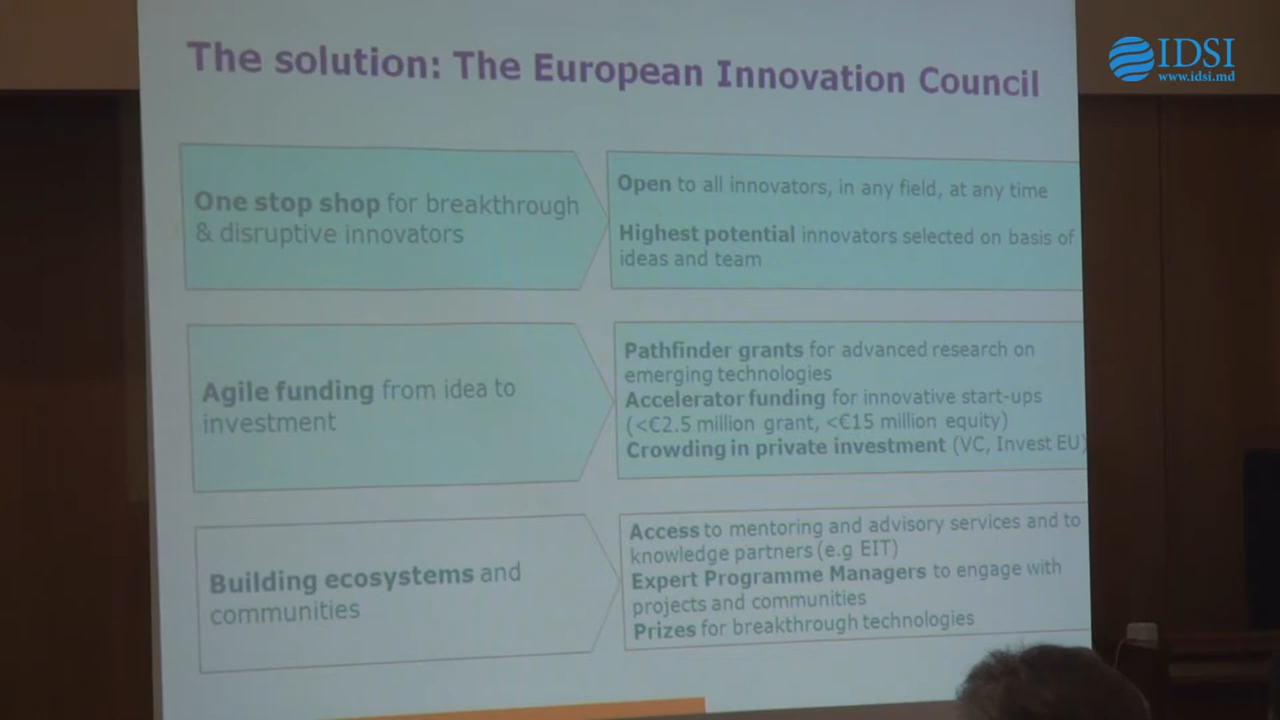 The solution: The European Innovation Council
IDSI
www.idsi.md
One stop shop for breakthrough
& disruptive innovators
Open to all innovators, in any field, at any time
Highest potential innovators selected on basis of
ideas and team
Agile funding from idea to
investment
Pathfinder grants for advanced research on
emerging technologies
Accelerator funding for innovative start-ups
(<€2.5 million grant, <€15 million equity)
Crowding in private investment (VC, Invest EU)
Building ecosystems and
communities
Access to mentoring and advisory services and to
knowledge partners (e.g EIT)
Expert Programme Managers to engage with
projects and communities
Prizes for breakthrough technologies